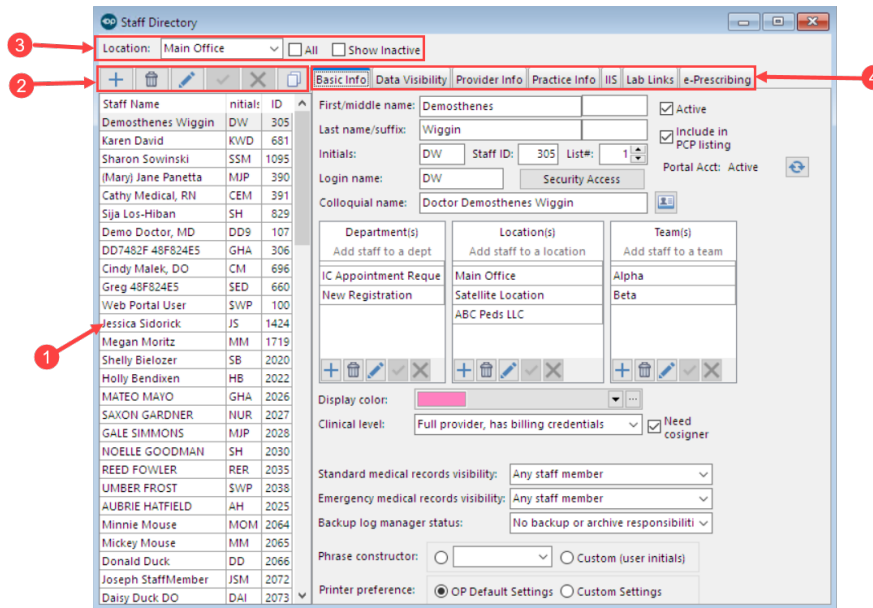 Staff Directory
3
Location: Main Office All Show Inactive
2
4
Basic Info Data Visibility Provider Info Practice Info IIS Lab Links e-Prescribing
Staff Name nitials ID
Demosthenes Wiggin DW 305
Karen David KWD 681
Sharon Sowinski SSM 1095
(Mary) Jane Panetta MJP 390
Cathy Medical, RN CEM 391
Sija Los-Hiban SH 829
Demo Doctor, MD DD9 107
DD7482F 48F824E5 GHA 306
Cindy Malek, DO CM 696
Greg 48F824E5 SED 660
Web Portal User SWP 100
Jessica Sidorick JS 1424
1
Megan Moritz MM 1719
Shelly Bielozer SB 2020
Holly Bendixen HB 2022
MATEO MAYO GHA 2026
SAXON GARDNER NUR 2027
GALE SIMMONS MJP 2028
NOELLE GOODMAN SH 2030
REED FOWLER RER 2035
UMBER FROST SWP 2038
AUBRIE HATFIELD AH 2025
Minnie Mouse MOM 2064
Mickey Mouse MM 2065
Donald Duck DD 2066
Joseph StaffMember JSM 2072
Daisy Duck DO DAI 2073
First/middle name: Demosthenes
Active
Last name/suffix: Wiggin
Include in
PCP listing
Initials: DW Staff ID: 305 List#: 1
Portal Acct: Active
Login name: DW Security Access
Colloquial name: Doctor Demosthenes Wiggin
Department(s)
Add staff to a dept
IC Appointment Reque
New Registration
Location(s)
Add staff to a location
Main Office
Satellite Location
ABC Peds LLC
Team(s)
Add staff to a team
Alpha
Beta
Display color:
Clinical level: Full provider, has billing credentials
Need
cosigner
Standard medical records visibility: Any staff member
Emergency medical records visibility: Any staff member
Backup log manager status: No backup or archive responsibiliti
Phrase constructor: Custom (user initials)
Printer preference: OP Default Settings Custom Settings